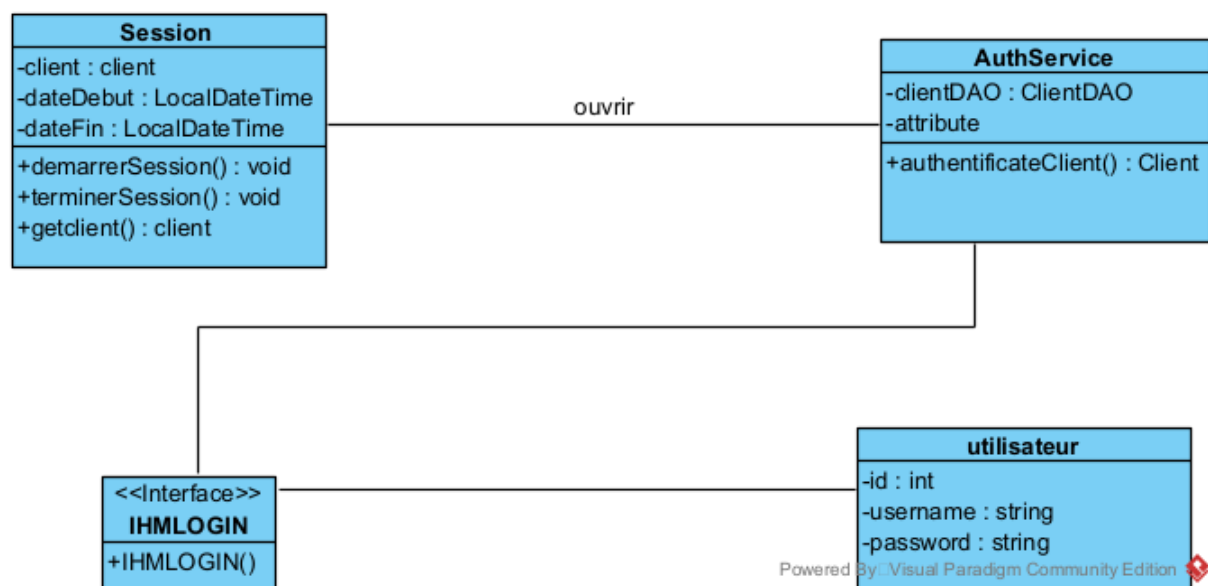 Session
-client : client
-dateDebut : LocalDateTime
-dateFin : LocalDateTime
+demarrerSession() : void
+terminerSession() : void
+getclient() : client
ouvrir
AuthService
-clientDAO : ClientDAO
-attribute
+authentificateClient() : Client
<<Interface>>
IHMLOGIN
+IHMLOGIN()
utilisateur
-id : int
-username : string
-password : string
Powered By Visual Paradigm Community Edition